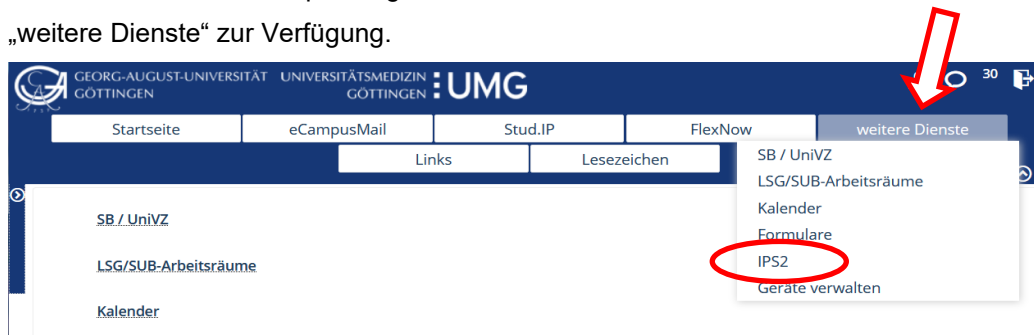 „weitere Dienste“ zur Verfügung.
GEORG-AUGUST-UNIVERSITÄT UNIVERSITÄTSMEDIZIN
GÖTTINGEN GÖTTINGEN : UMG
30
Startseite eCampusMail Stud.IP FlexNow weitere Dienste
Links Lesezeichen
SB / UniVZ
LSG/SUB-Arbeitsräume
Kalender
Formulare
IPS2
Geräte verwalten
SB / UniVZ
LSG/SUB-Arbeitsräume
Kalender